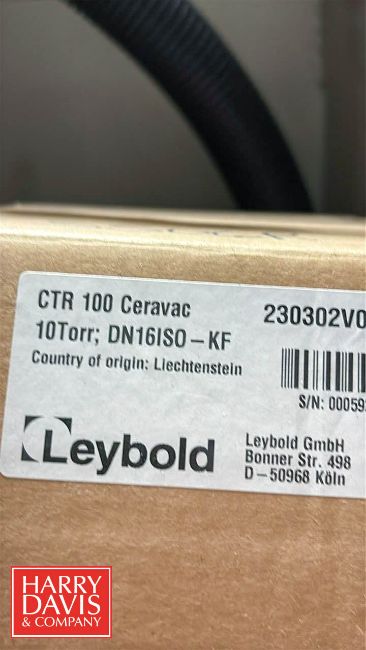 CTR 100 Ceravac 230302V0
10Torr; DN16ISO-KF
Country of origin: Liechtenstein
S/N: 00059
Leybold
Leybold GmbH
Bonner Str. 498
D-50968 Köln
HARRY
DAVIS
& COMPANY